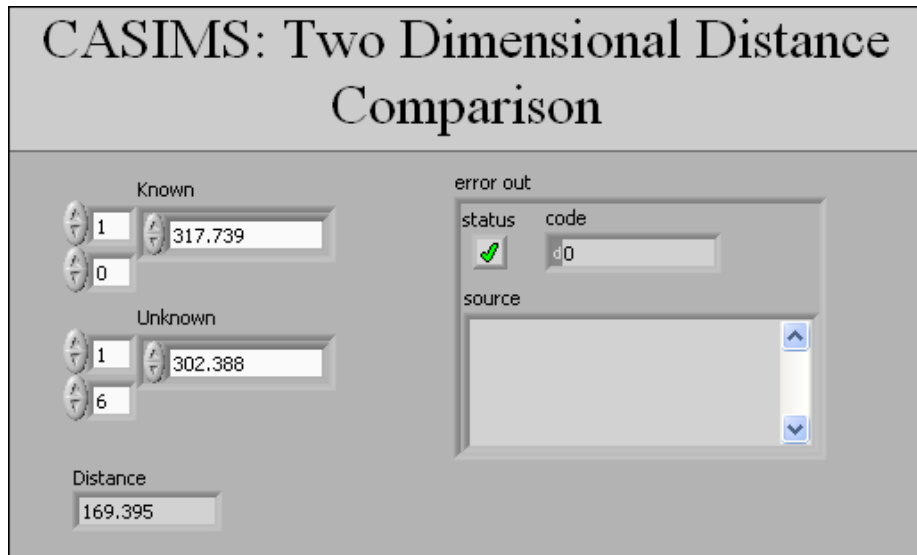 CASIMS: Two Dimensional Distance
Comparison
Known
1
317.739
0
Unknown
1
302.388
6
Distance
169.395
error out
status code
d0
source